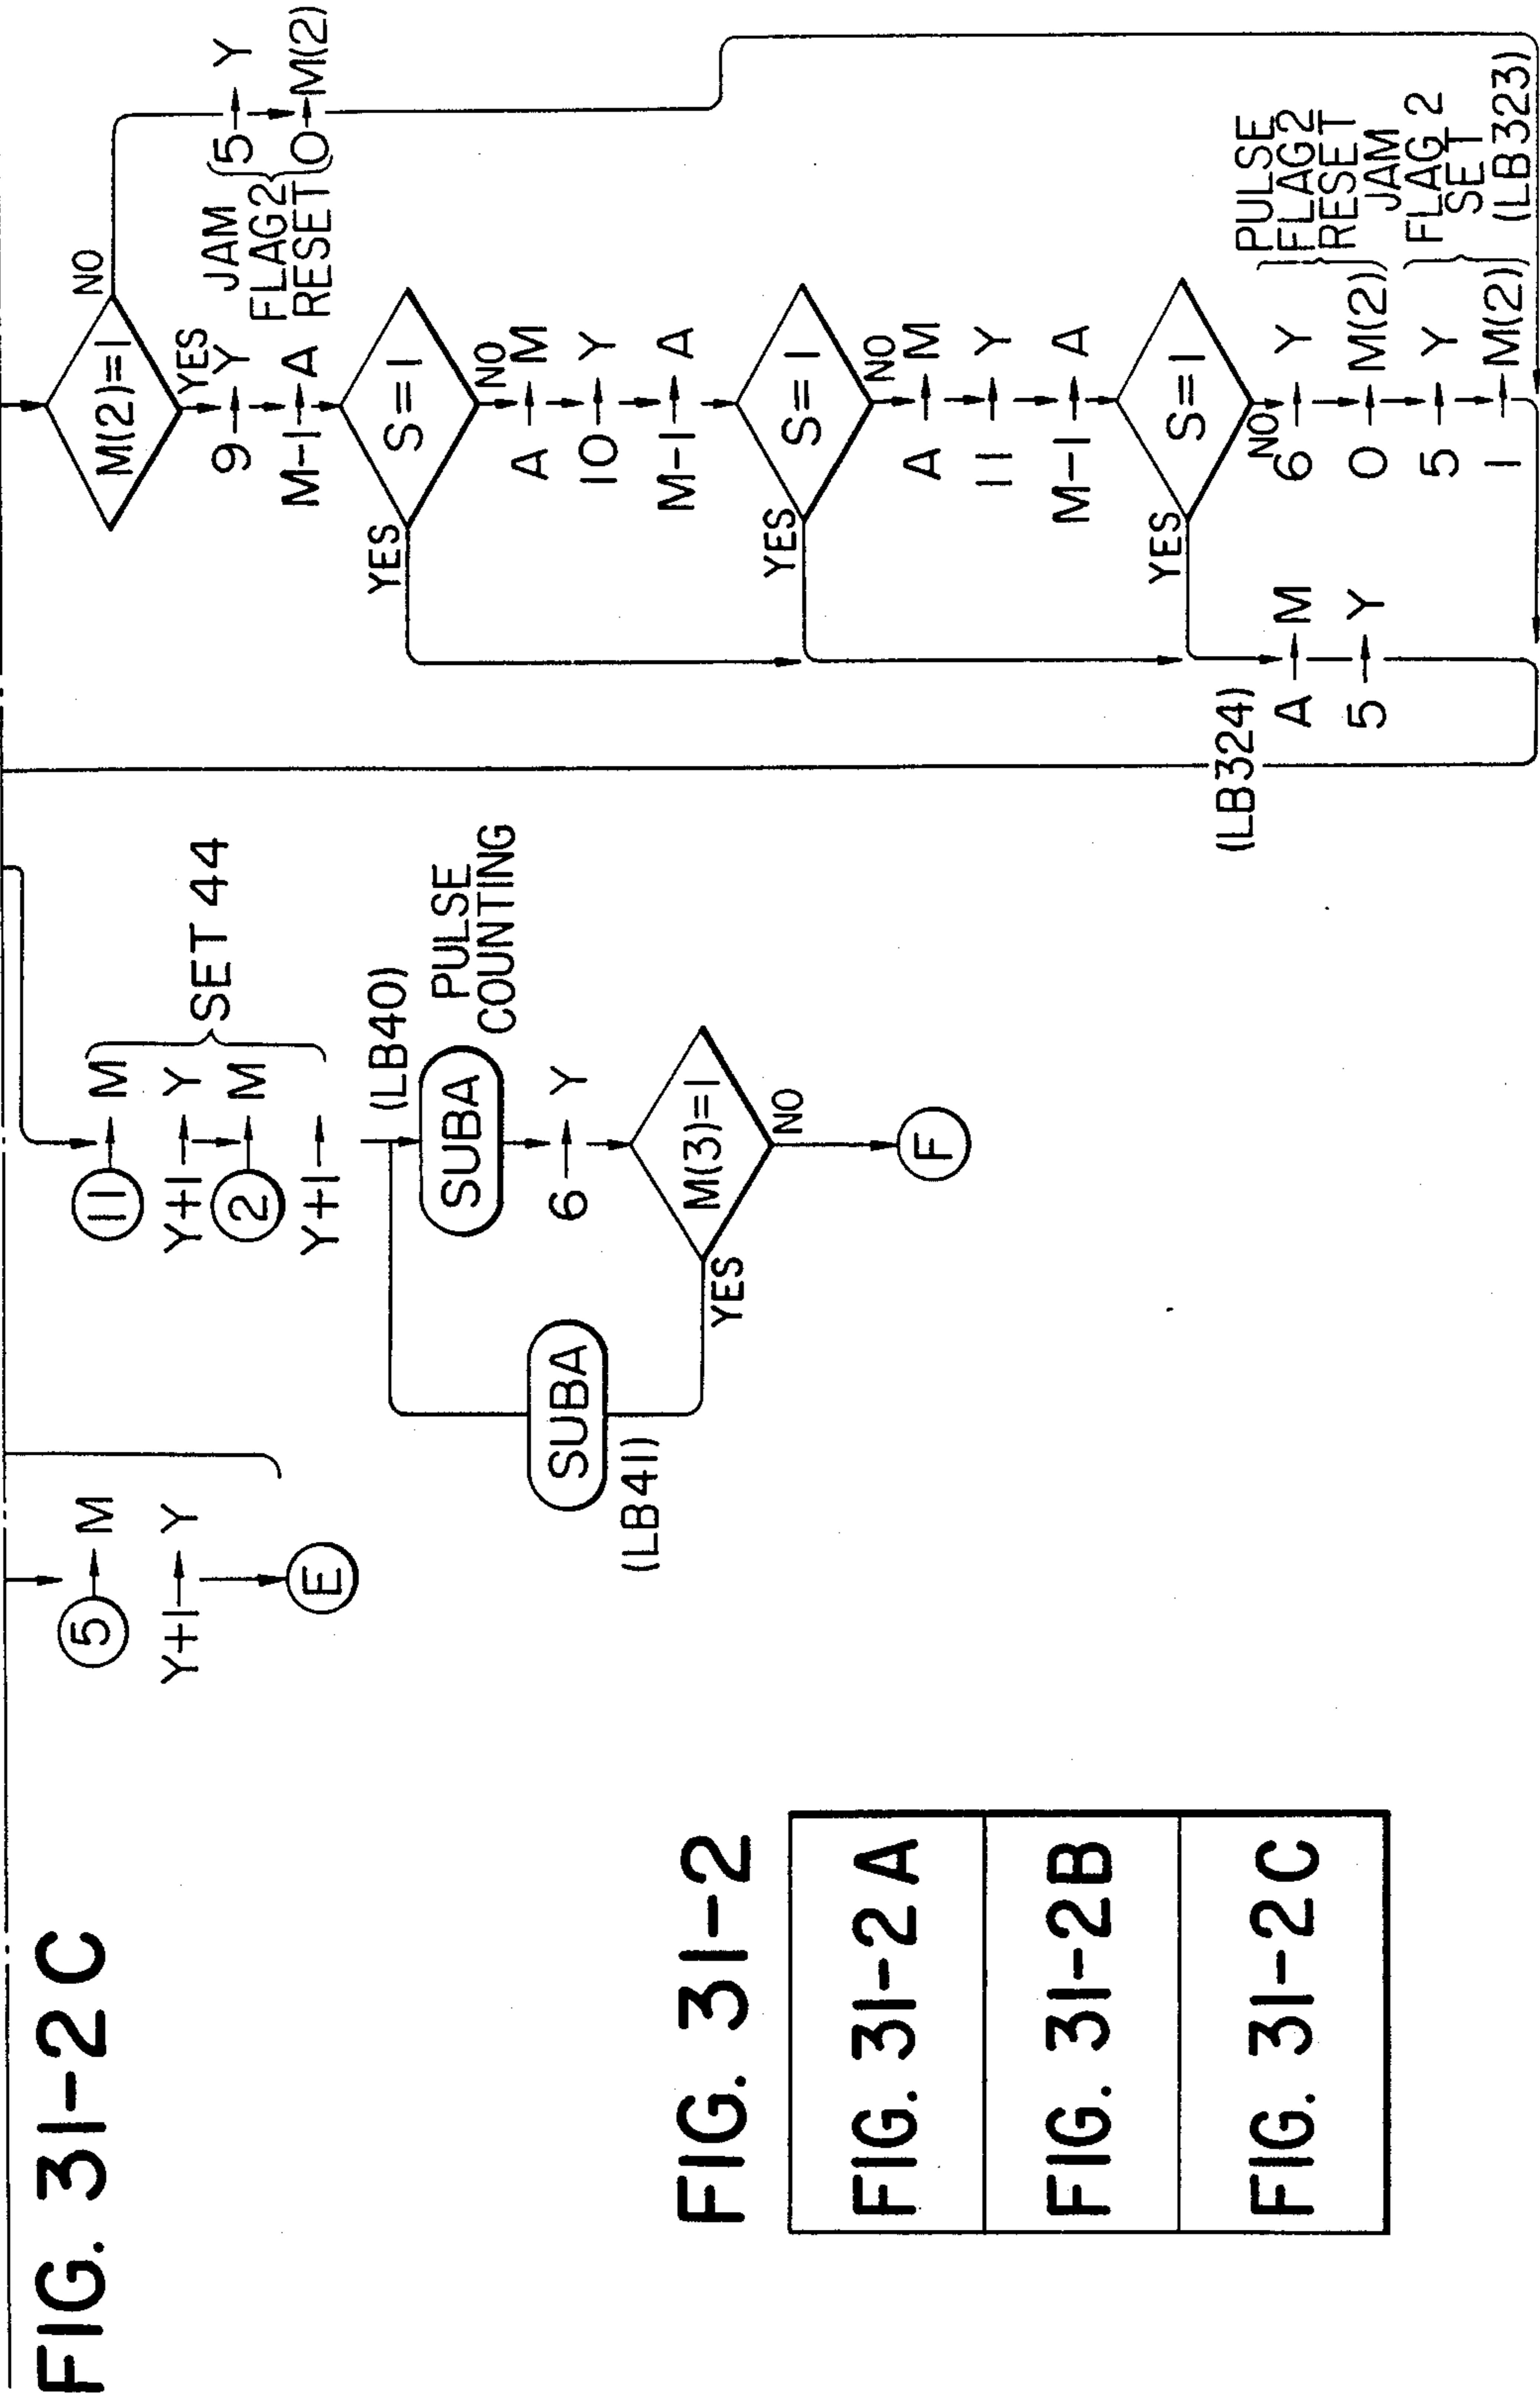 FIG. 31-2C
5 → M
Y+1 → Y
E
11 → M
Y+1 → Y
2 → M
Y+1 →
SET 44
(LB40)
SUBA
PULSE
COUNTING
6 → Y
M(3)=1
YES
NO
SUBA
(LB41)
F
M(2)=1
NO
YES
5 → Y
0 → M(2)
JAM
FLAG2
RESET
9 → Y
M-1 → A
S=1
YES
NO
A → M
10 → Y
M-1 → A
S=1
YES
NO
A → M
11 → Y
M-1 → A
S=1
YES
NO
6 → Y
0 → M(2)
PULSE
FLAG2
RESET
5 → Y
1 → M(2)
JAM
FLAG 2
SET
(LB323)
(LB324)
A → M
5 → Y
FIG. 31-2
FIG. 31-2A
FIG. 31-2B
FIG. 31-2C